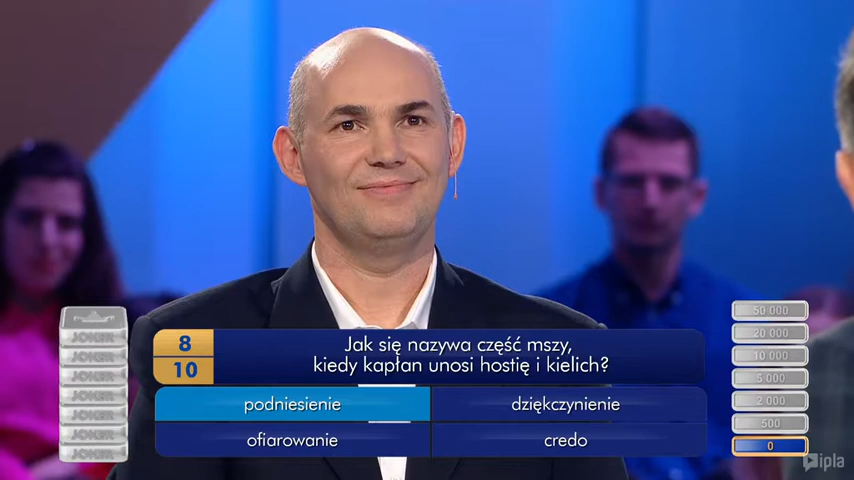 8
10
Jak się nazywa część mszy,
kiedy kapłan unosi hostię i kielich?
podniesienie
dziękczynienie
ofiarowanie
credo
JOKER
JOKER
JOKER
JOKER
JOKER
JOKER
JOKER
50 000
20 000
10 000
5 000
2 000
500
0
ipla